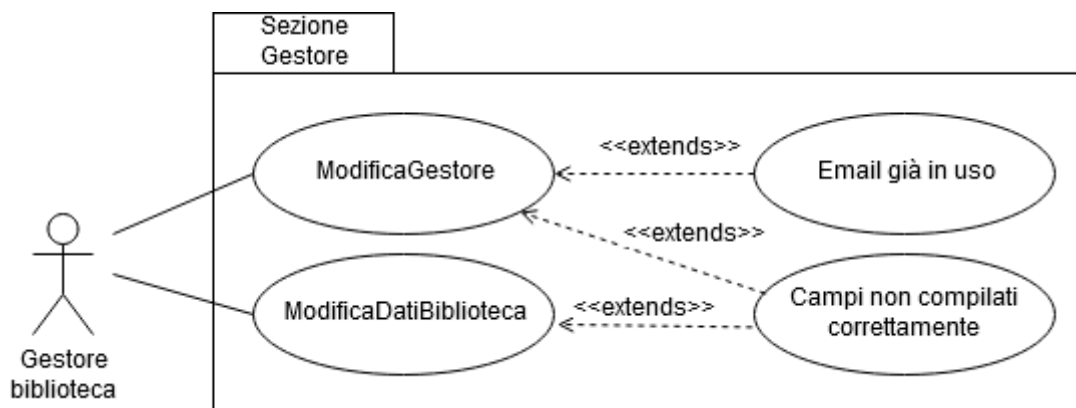 Sezione
Gestore
ModificaGestore
<<extends>>
Email già in uso
<<extends>>
ModificaDatiBiblioteca
<<extends>>
Campi non compilati
correttamente
Gestore
biblioteca